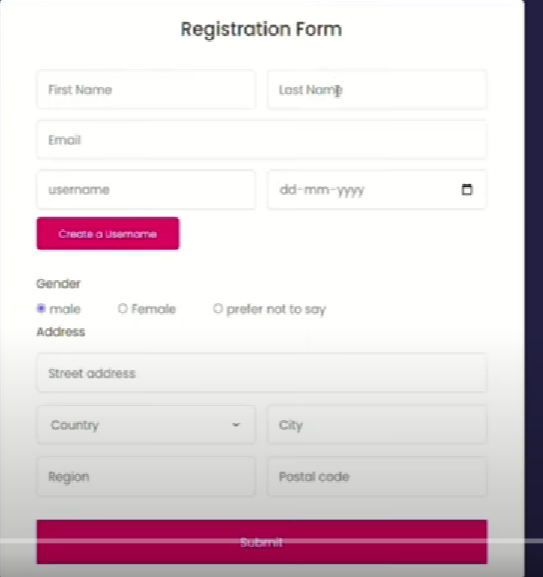 Registration Form
First Name Last Name
Email
username dd-mm-yyyy
Create a Username
Gender
male Female prefer not to say
Address
Street address
Country City
Region Postal code
Submit